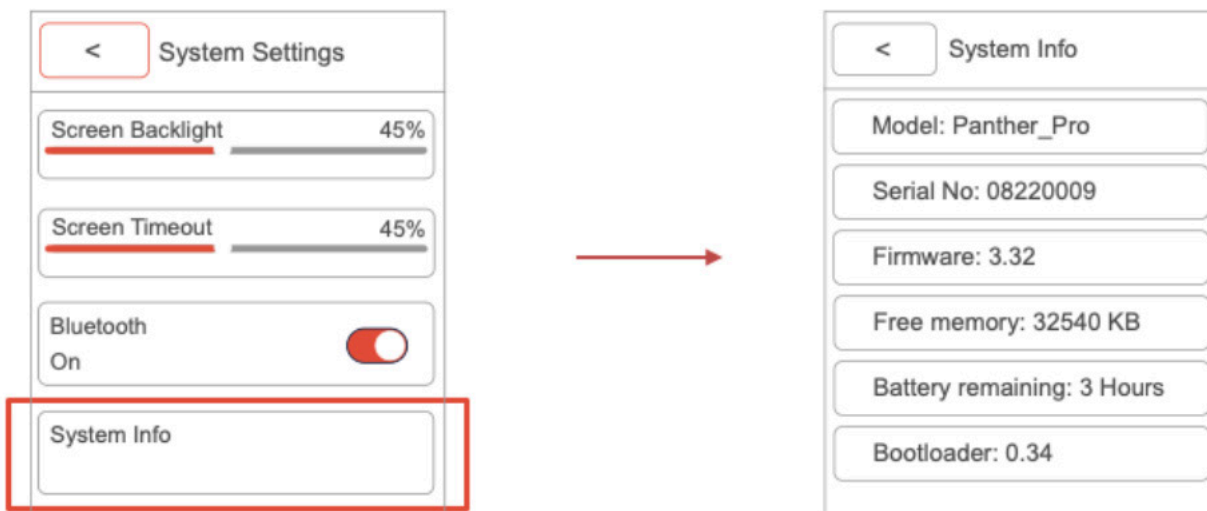 < System Settings
Screen Backlight 45%
Screen Timeout 45%
Bluetooth
On
System Info
< System Info
Model: Panther_Pro
Serial No: 08220009
Firmware: 3.32
Free memory: 32540 KB
Battery remaining: 3 Hours
Bootloader: 0.34